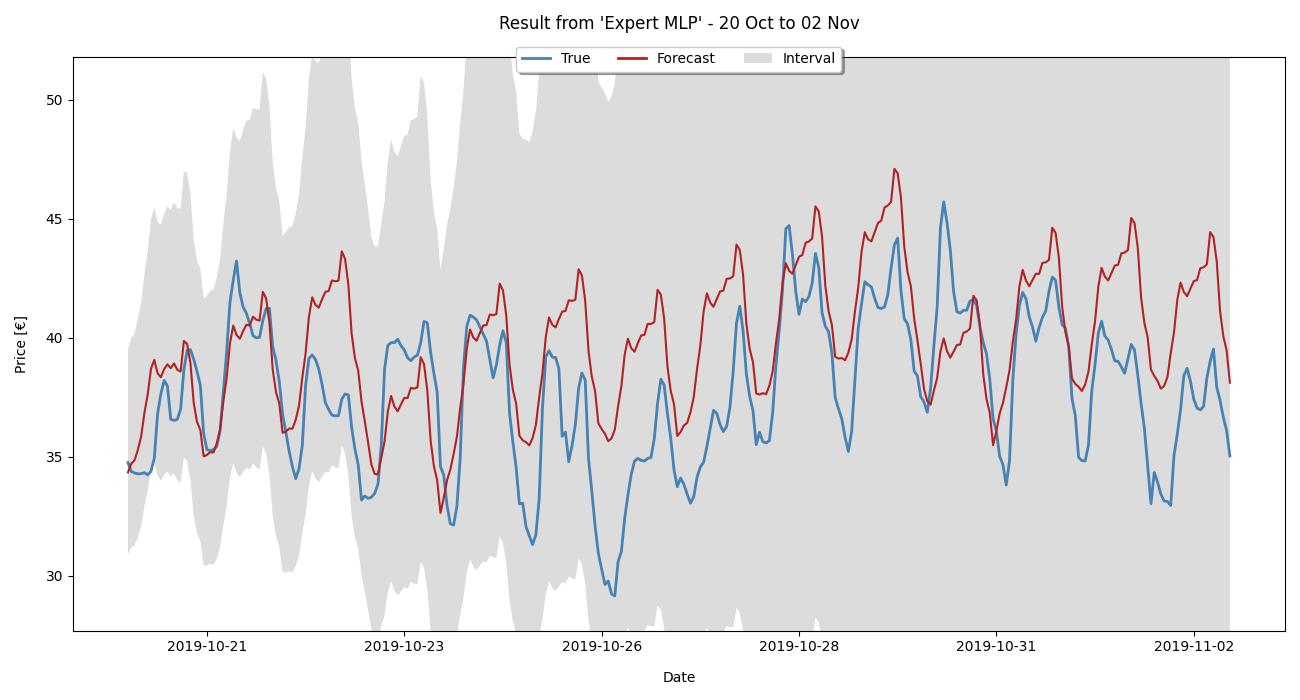 Result from 'Expert MLP' - 20 Oct to 02 Nov
True Forecast Interval
50
45
40
35
30
Price [€]
2019-10-21 2019-10-23 2019-10-26 2019-10-28 2019-10-31 2019-11-02
Date